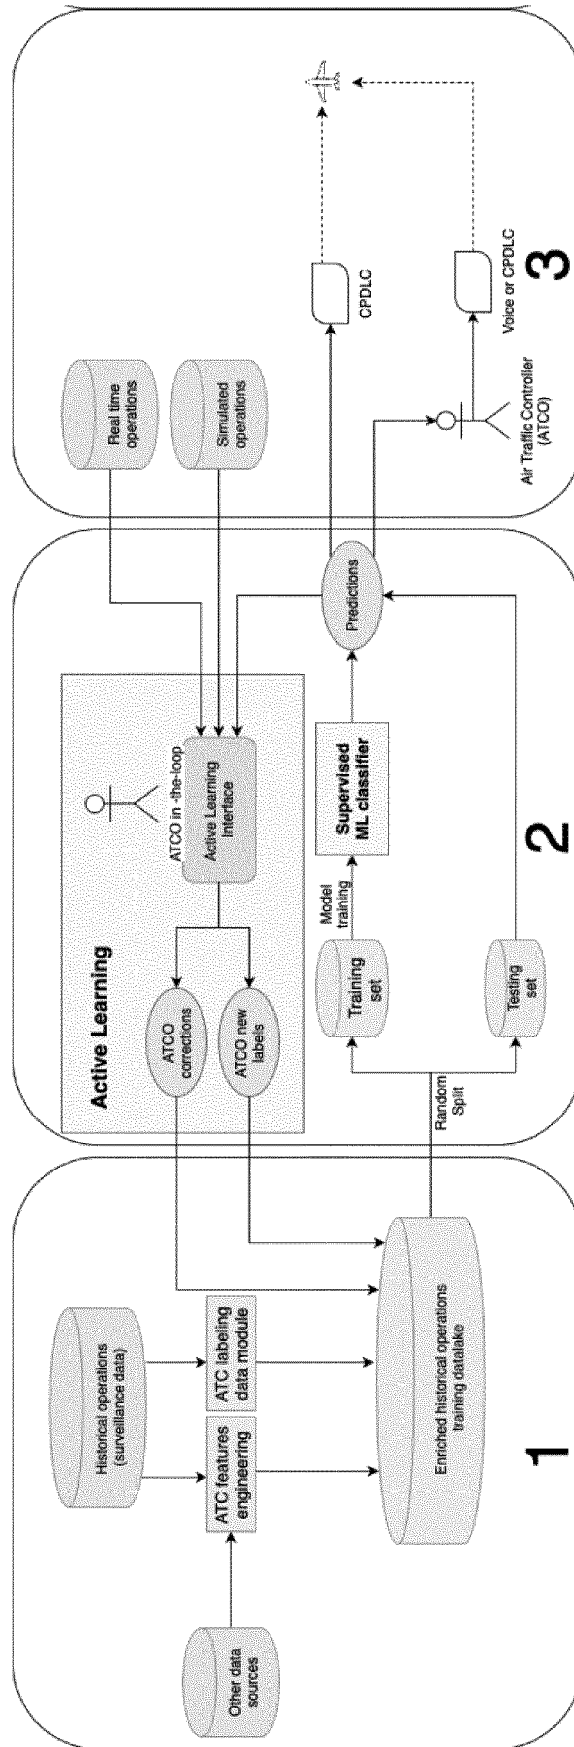 Historical operations
(surveillance data)
Other data
sources
ATC features
engineering
ATC labeling
data module
Enriched historical operations
training datalake
1
Active Learning
ATCO in -the-loop
Active Learning
Interface
ATCO
corrections
ATCO new
labels
Random
Split
Training
set
Testing
set
Model
training
Supervised
ML classifier
Predictions
2
Real time
operations
Simulated
operations
CPDLC
Air Traffic Controller
(ATCO)
Voice or CPDLC
3